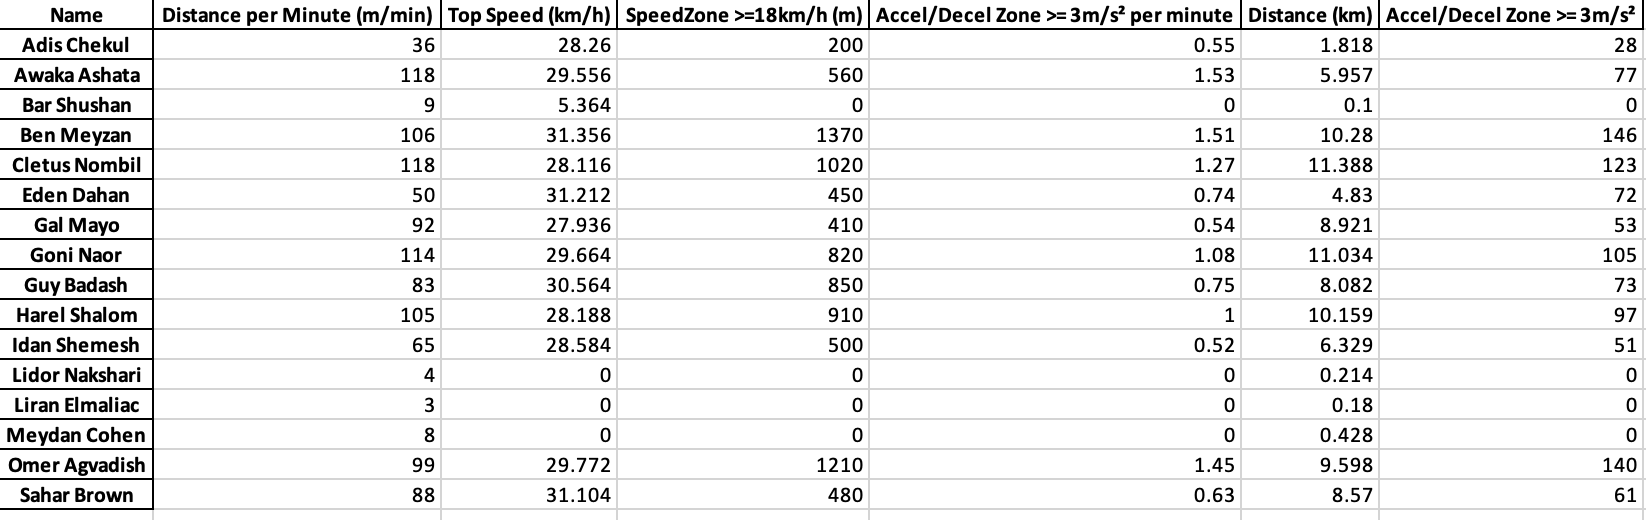 Name Distance per Minute (m/min) Top Speed (km/h) SpeedZone >=18km/h (m) Accel/Decel Zone >= 3m/s² per minute Distance (km) Accel/Decel Zone >= 3m/s²
Adis Chekul 36 28.26 200 0.55 1.818 28
Awaka Ashata 118 29.556 560 1.53 5.957 77
Bar Shushan 9 5.364 0 0 0.1 0
Ben Meyzan 106 31.356 1370 1.51 10.28 146
Cletus Nombil 118 28.116 1020 1.27 11.388 123
Eden Dahan 50 31.212 450 0.74 4.83 72
Gal Mayo 92 27.936 410 0.54 8.921 53
Goni Naor 114 29.664 820 1.08 11.034 105
Guy Badash 83 30.564 850 0.75 8.082 73
Harel Shalom 105 28.188 910 1 10.159 97
Idan Shemesh 65 28.584 500 0.52 6.329 51
Lidor Nakshari 4 0 0 0 0.214 0
Liran Elmaliac 3 0 0 0 0.18 0
Meydan Cohen 8 0 0 0 0.428 0
Omer Agvadish 99 29.772 1210 1.45 9.598 140
Sahar Brown 88 31.104 480 0.63 8.57 61